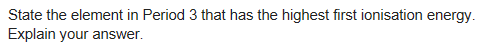 State the element in Period 3 that has the highest first ionisation energy.
Explain your answer.